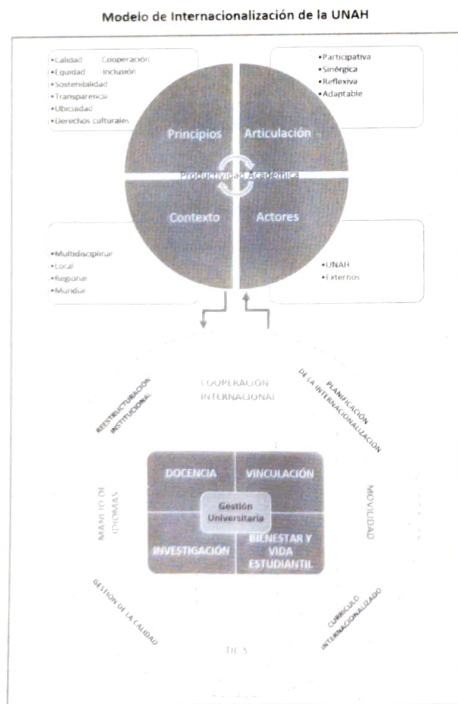 Modelo de Internacionalización de la UNAH
•Calidad Cooperación
•Equidad Inclusión
•Sostenibilidad
•Transparencia
•Ubicuidad
•Derechos culturales
•Participativa
•Sinérgica
•Reflexiva
•Adaptable
Principios
Articulación
Productividad Académica
Contexto
Actores
•Multidisciplinar
•Local
•Regional
•Mundial
•UNAH
•Externos
COOPERACIÓN
INTERNACIONAL
REESTRUCTURACIÓN
INSTITUCIONAL
PLANIFICACIÓN
DE LA INTERNACIONALIZACIÓN
DOCENCIA
VINCULACIÓN
Gestión
Universitaria
INVESTIGACIÓN
BIENESTAR Y
VIDA
ESTUDIANTIL
MANEJO DE
IDIOMAS
MOVILIDAD
GESTIÓN DE LA CALIDAD
CURRÍCULO
INTERNACIONALIZADO
TIC'S